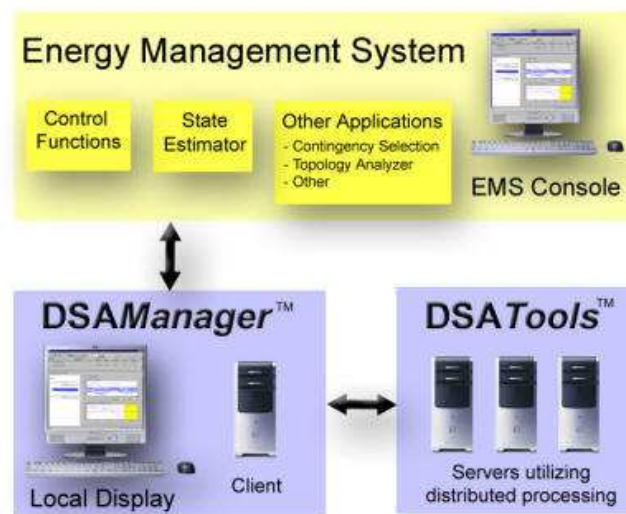 Energy Management System
Control
Functions
State
Estimator
Other Applications
- Contingency Selection
- Topology Analyzer
- Other
EMS Console
DSAManager™
Local Display
Client
DSATools™
Servers utilizing
distributed processing